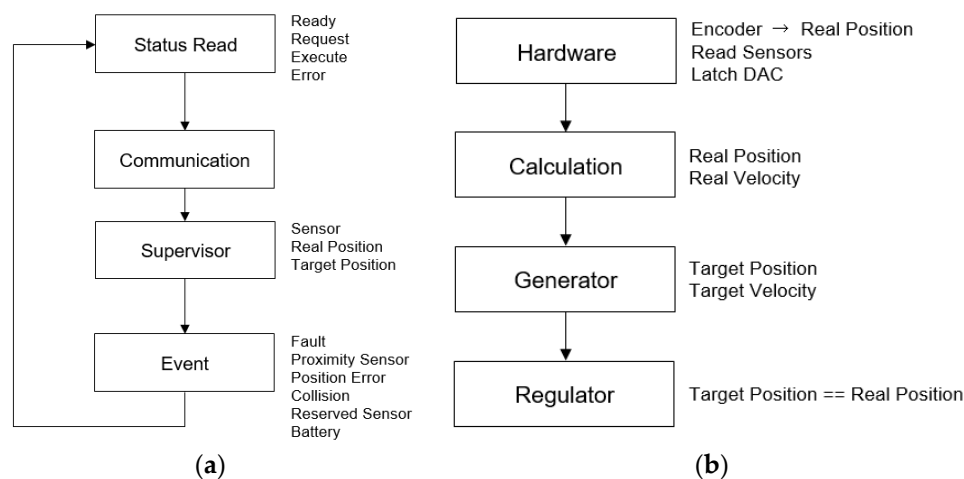 Status Read
Ready
Request
Execute
Error
Communication
Supervisor
Sensor
Real Position
Target Position
Event
Fault
Proximity Sensor
Position Error
Collision
Reserved Sensor
Battery
(a)
Hardware
Encoder → Real Position
Read Sensors
Latch DAC
Calculation
Real Position
Real Velocity
Generator
Target Position
Target Velocity
Regulator
Target Position == Real Position
(b)